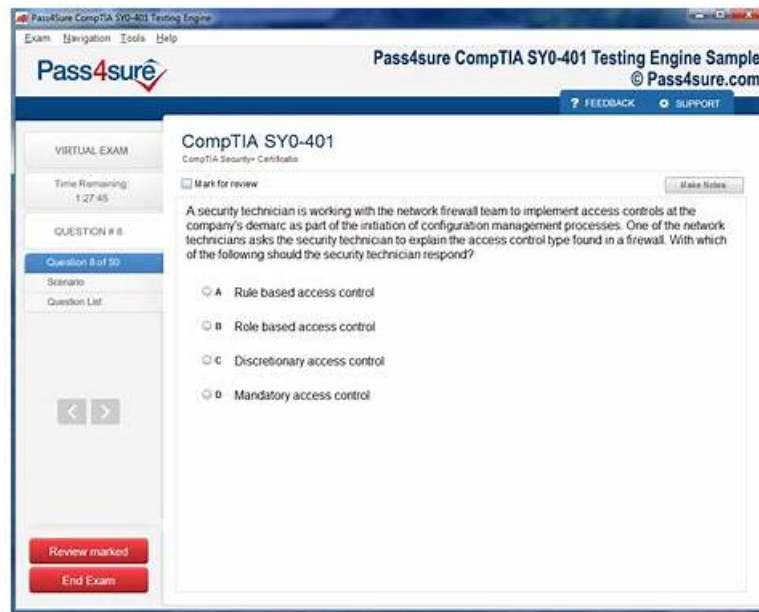 Pass4Sure CompTIA SY0-401 Testing Engine
Exam Navigation Tools Help
Pass4sure
Pass4sure CompTIA SY0-401 Testing Engine Sample
© Pass4sure.com
? FEEDBACK SUPPORT
VIRTUAL EXAM
Time Remaining:
1:27:45
QUESTION # 8
Question 8 of 50
Scenario
Question List
Review marked
End Exam
CompTIA SY0-401
CompTIA Security+ Certificatio
Mark for review
Make Notes
A security technician is working with the network firewall team to implement access controls at the
company's demarc as part of the initiation of configuration management processes. One of the network
technicians asks the security technician to explain the access control type found in a firewall. With which
of the following should the security technician respond?
A Rule based access control
B Role based access control
C Discretionary access control
D Mandatory access control